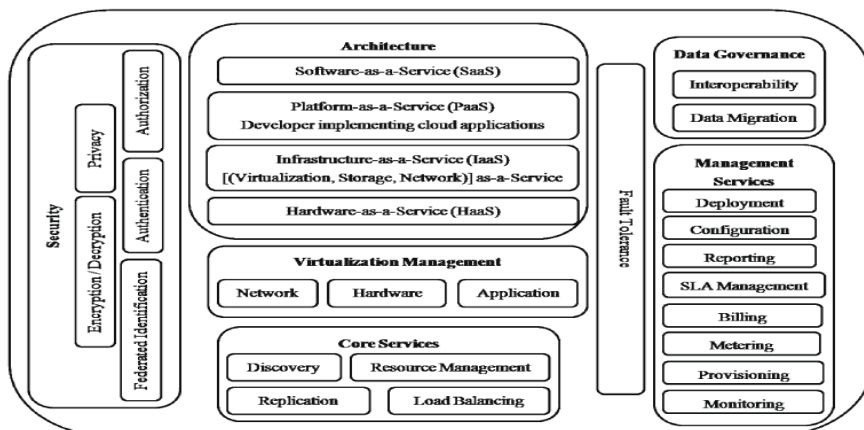 Security
Encryption/Decryption
Privacy
Federated Identification
Authentication
Authorization
Architecture
Software-as-a-Service (SaaS)
Platform-as-a-Service (PaaS)
Developer implementing cloud applications
Infrastructure-as-a-Service (IaaS)
[(Virtualization, Storage, Network)] as-a-Service
Hardware-as-a-Service (HaaS)
Virtualization Management
Network
Hardware
Application
Core Services
Discovery
Resource Management
Replication
Load Balancing
Fault Tolerance
Data Governance
Interoperability
Data Migration
Management
Services
Deployment
Configuration
Reporting
SLA Management
Billing
Metering
Provisioning
Monitoring